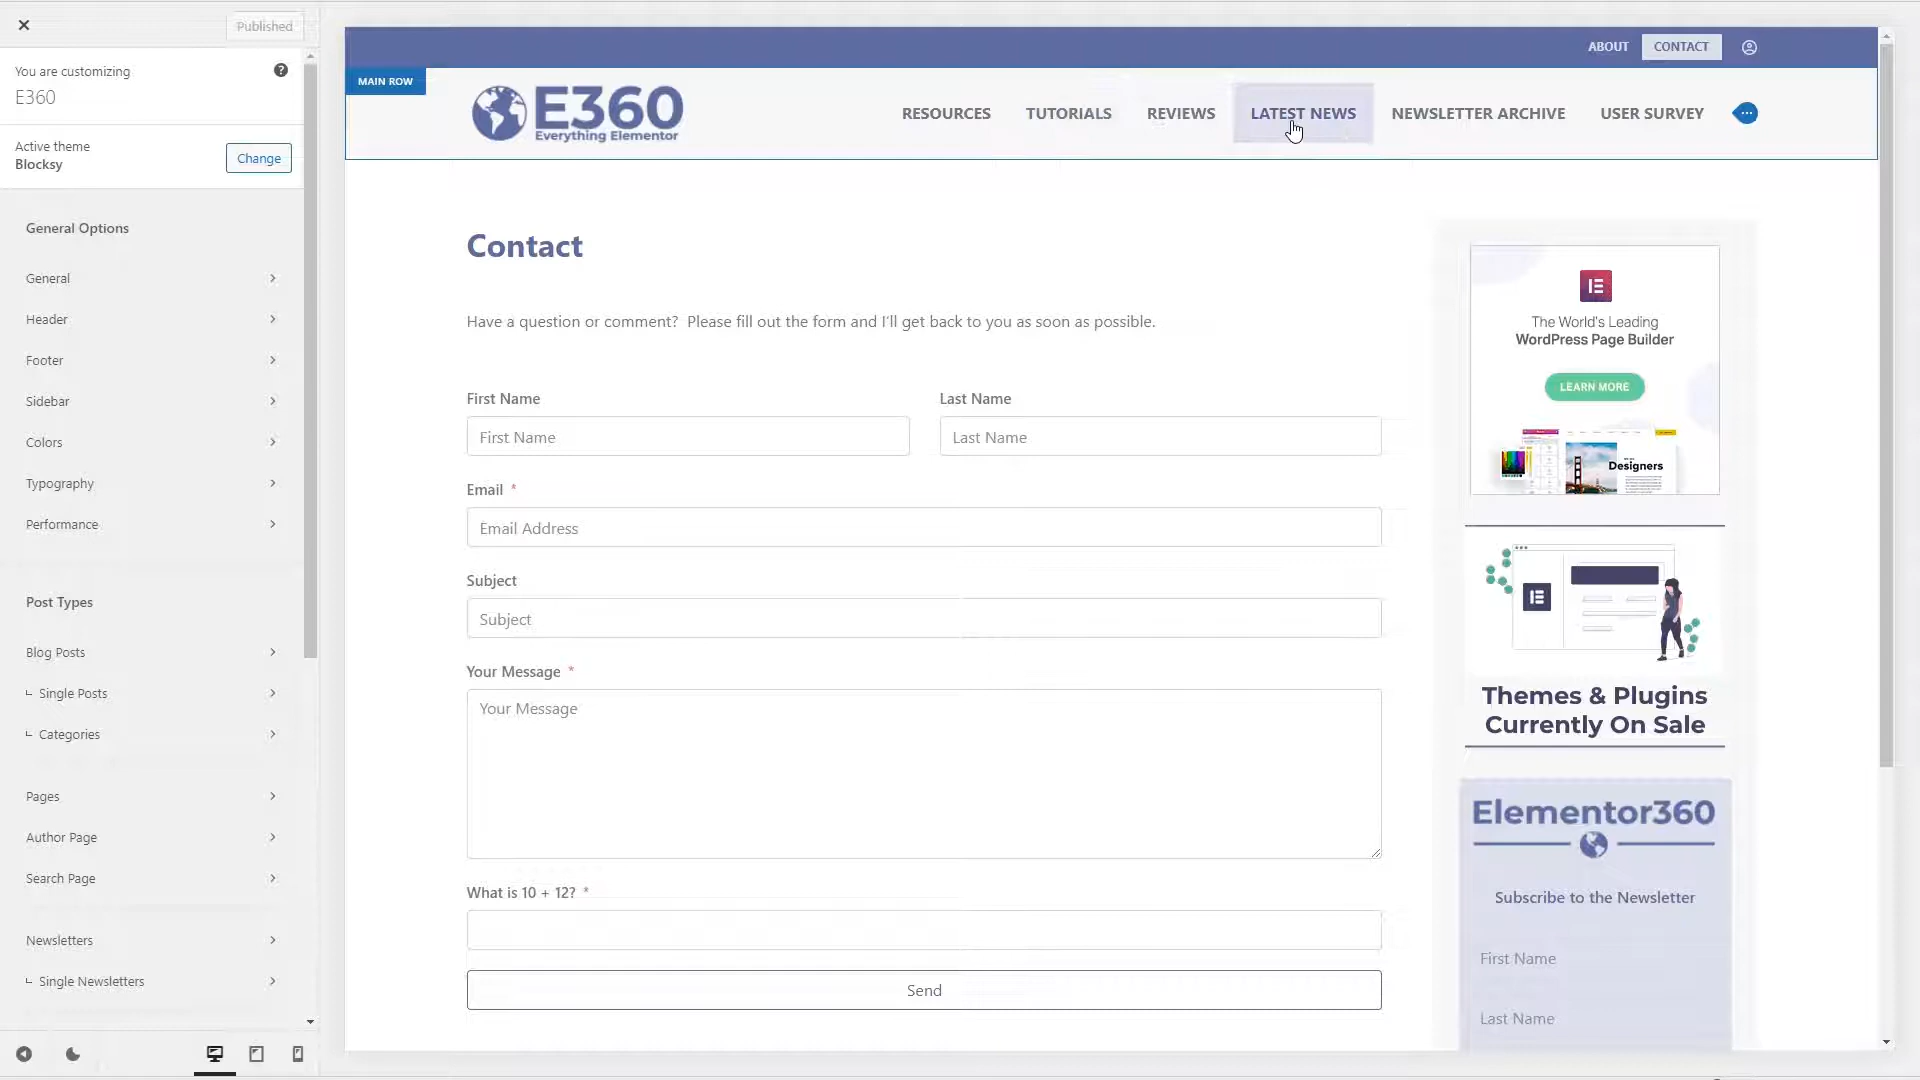 Published
You are customizing
E360
Active theme
Blocksy
Change
General Options
General
Header
Footer
Sidebar
Colors
Typography
Performance
Post Types
Blog Posts
Single Posts
Categories
Pages
Author Page
Search Page
Newsletters
Single Newsletters
ABOUT
CONTACT
MAIN ROW
E360
Everything Elementor
RESOURCES
TUTORIALS
REVIEWS
LATEST NEWS
NEWSLETTER ARCHIVE
USER SURVEY
Contact
Have a question or comment?  Please fill out the form and I'll get back to you as soon as possible.
First Name
Last Name
First Name
Last Name
Email *
Email Address
Subject
Subject
Your Message *
Your Message
What is 10 + 12? *
Send
The World's Leading
WordPress Page Builder
LEARN MORE
Designers
Themes & Plugins
Currently On Sale
Elementor360
Subscribe to the Newsletter
First Name
Last Name